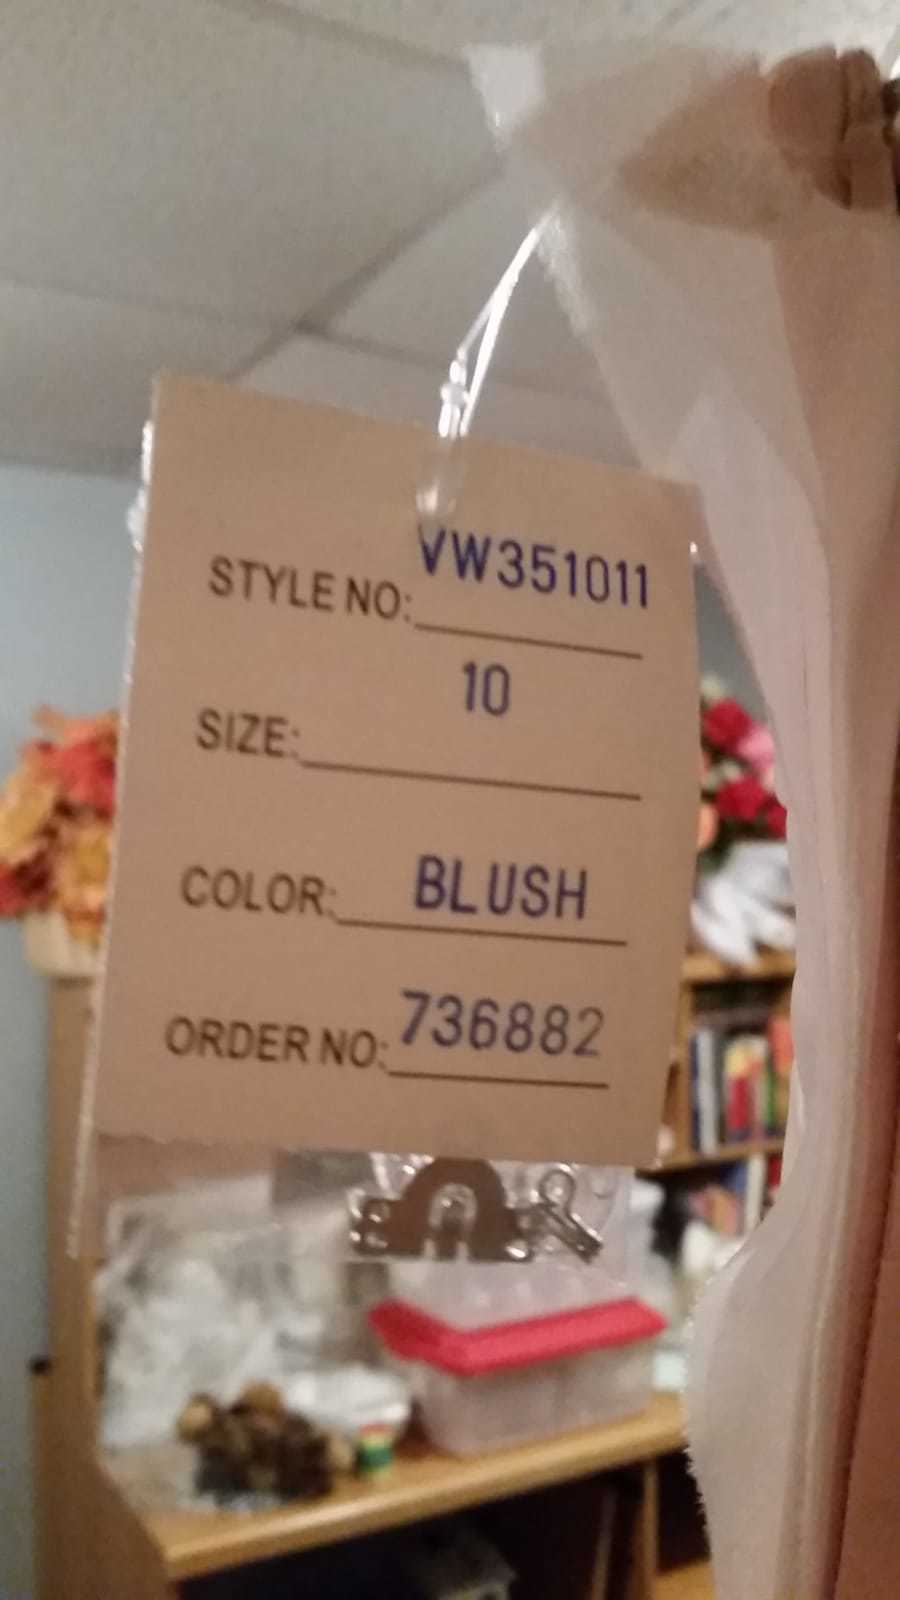 STYLE NO: VW351011
SIZE: 10
COLOR: BLUSH
ORDER NO: 736882